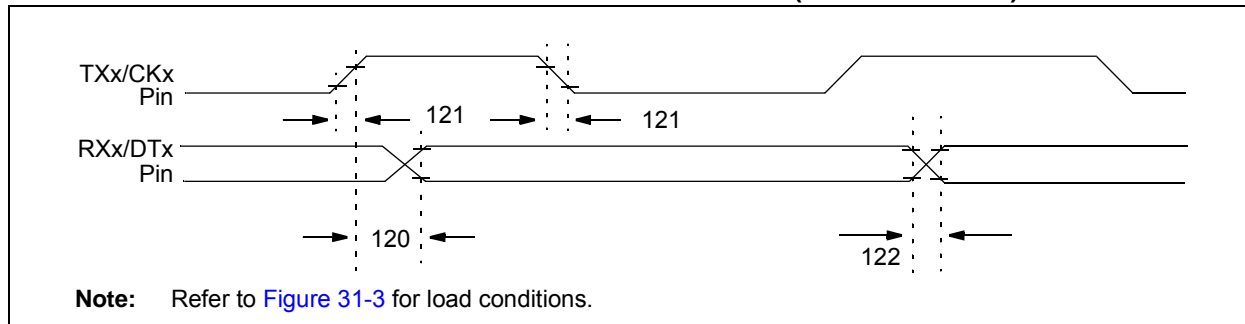 TXx/CKx
Pin
121
121
RXx/DTx
Pin
120
122
Note: Refer to Figure 31-3 for load conditions.